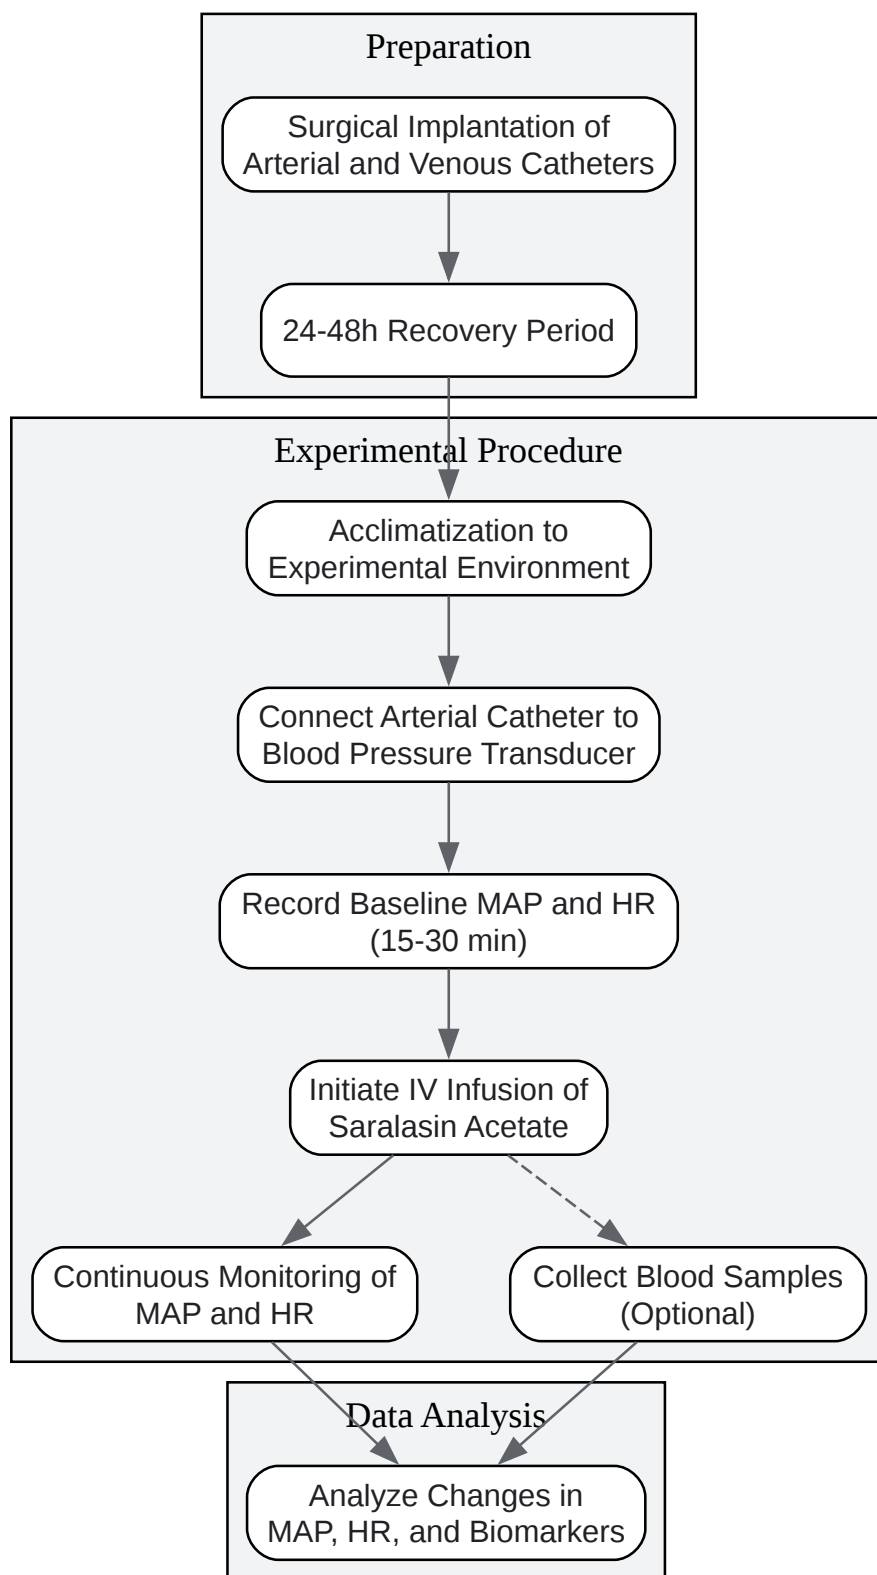 Preparation
Surgical Implantation of
Arterial and Venous Catheters
24-48h Recovery Period
Experimental Procedure
Acclimatization to
Experimental Environment
Connect Arterial Catheter to
Blood Pressure Transducer
Record Baseline MAP and HR
(15-30 min)
Initiate IV Infusion of
Saralasin Acetate
Continuous Monitoring of
MAP and HR
Collect Blood Samples
(Optional)
Data Analysis
Analyze Changes in
MAP, HR, and Biomarkers